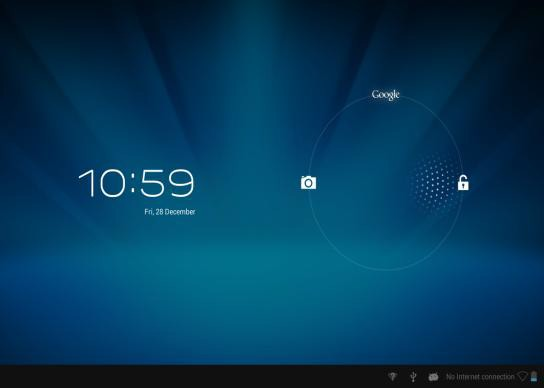 Google
10:59
Fri, 28 December
No Internet connection